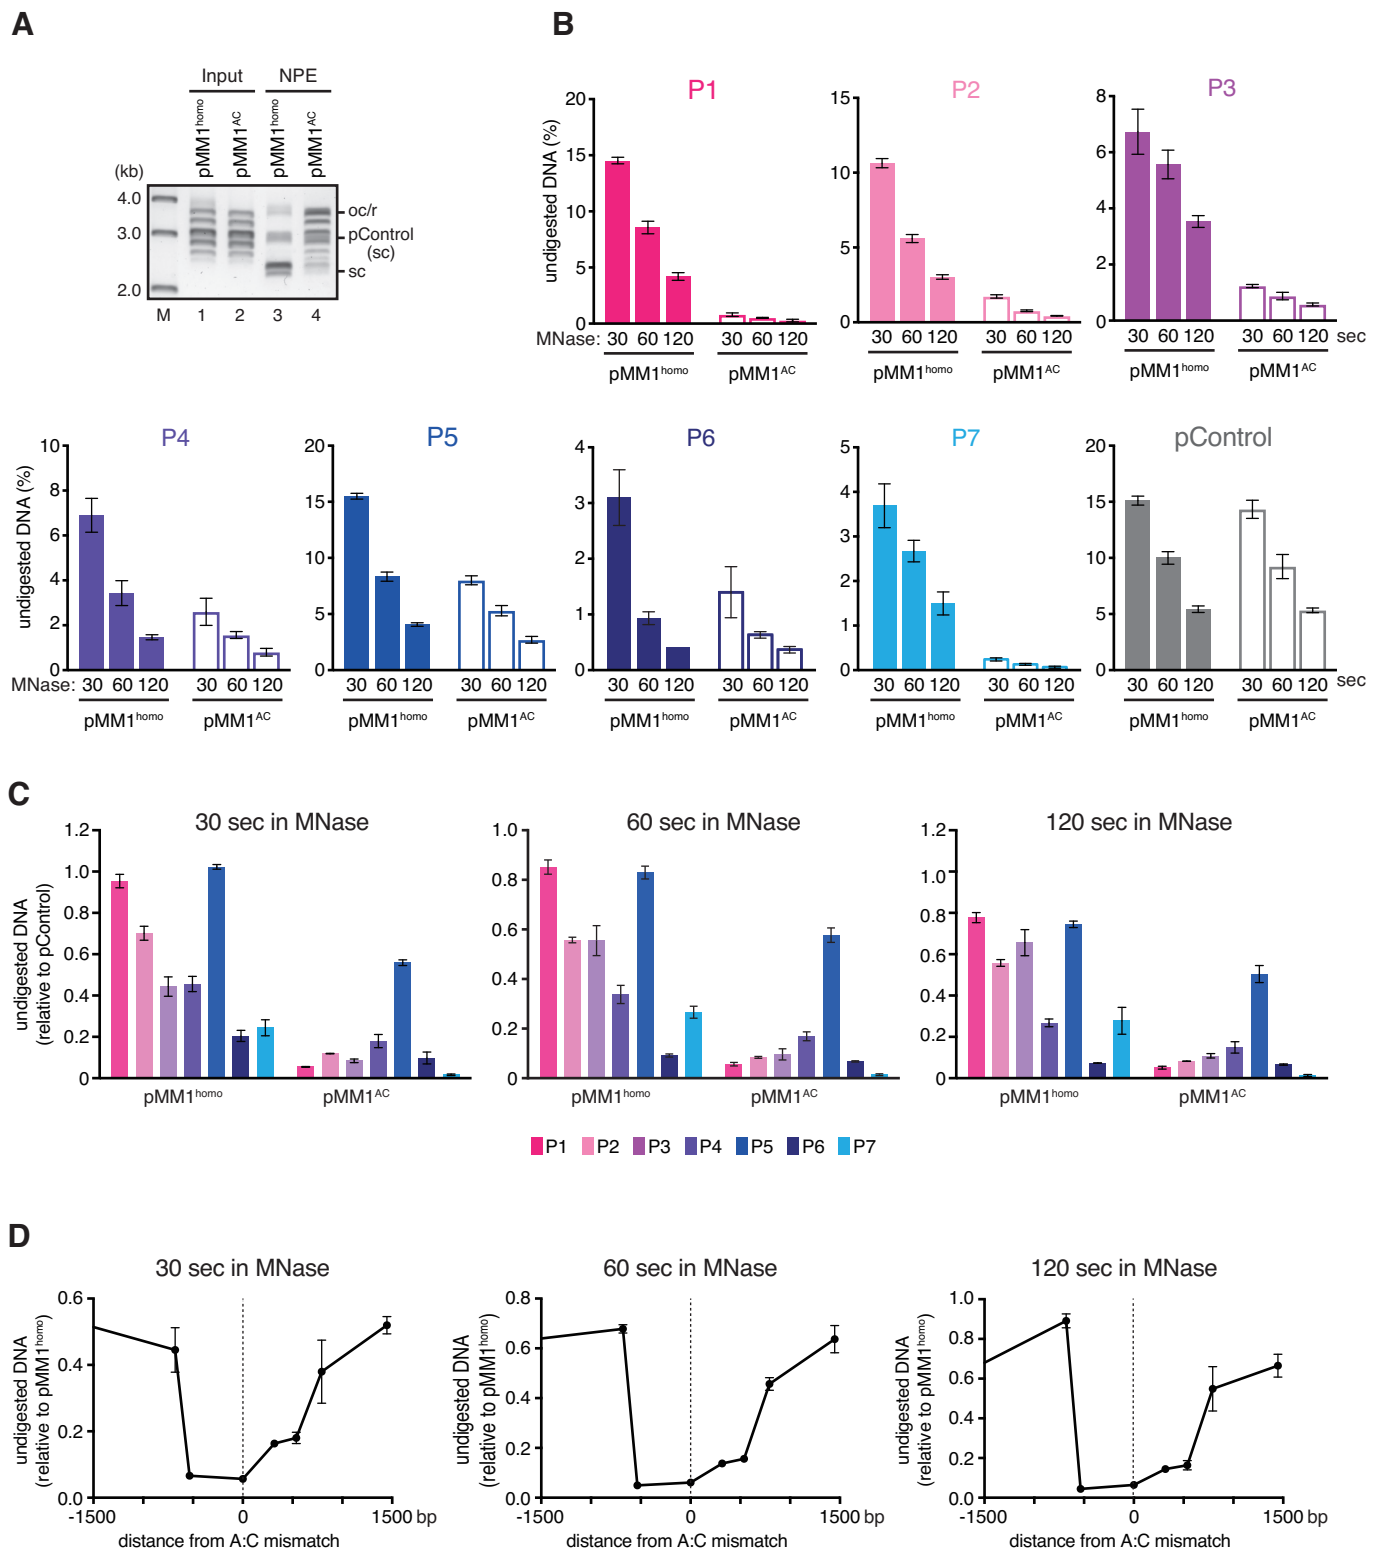 A
Input NPE
pMM1homo pMM1AC pMM1homo pMM1AC
(kb)
4.0
3.0
2.0
oc/r
pControl
(sc)
sc
M 1 2 3 4
B
P1
undigested DNA (%)
20
15
10
5
0
MNase: 30 60 120 30 60 120
pMM1homo pMM1AC
P2
15
10
5
0
30 60 120 30 60 120
pMM1homo pMM1AC
P3
8
6
4
2
0
30 60 120 30 60 120 sec
pMM1homo pMM1AC
P4
undigested DNA (%)
10
8
6
4
2
0
MNase: 30 60 120 30 60 120
pMM1homo pMM1AC
P5
20
15
10
5
0
30 60 120 30 60 120
pMM1homo pMM1AC
P6
4
3
2
1
0
30 60 120 30 60 120
pMM1homo pMM1AC
P7
5
4
3
2
1
0
30 60 120 30 60 120
pMM1homo pMM1AC
pControl
20
15
10
5
0
30 60 120 30 60 120 sec
pMM1homo pMM1AC
C
30 sec in MNase
undigested DNA
(relative to pControl)
1.2
1.0
0.8
0.6
0.4
0.2
0
pMM1homo pMM1AC
60 sec in MNase
1.0
0.8
0.6
0.4
0.2
0
pMM1homo pMM1AC
120 sec in MNase
1.2
1.0
0.8
0.6
0.4
0.2
0
pMM1homo pMM1AC
P1 P2 P3 P4 P5 P6 P7
D
30 sec in MNase
undigested DNA
(relative to pMM1homo)
0.6
0.4
0.2
0.0
-1500 0 1500 bp
distance from A:C mismatch
60 sec in MNase
undigested DNA
(relative to pMM1homo)
0.8
0.6
0.4
0.2
0.0
-1500 0 1500 bp
distance from A:C mismatch
120 sec in MNase
undigested DNA
(relative to pMM1homo)
1.0
0.8
0.6
0.4
0.2
0.0
-1500 0 1500 bp
distance from A:C mismatch